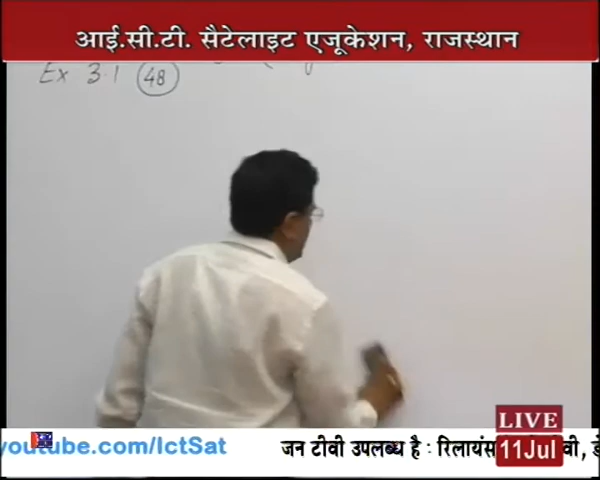 आई.सी.टी. सैटेलाइट एजूकेशन, राजस्थान
Ex 3.1 48
LIVE
11Jul
youtube.com/IctSat
जन टीवी उपलब्ध है : रिलायंस